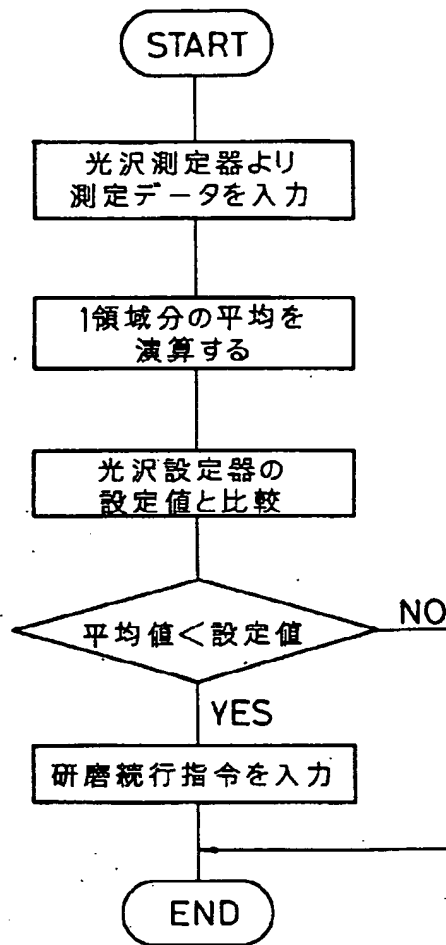 START
光沢測定器より
測定データを入力
1領域分の平均を
演算する
光沢設定器の
設定値と比較
平均値<設定値
NO
YES
研磨続行指令を入力
END